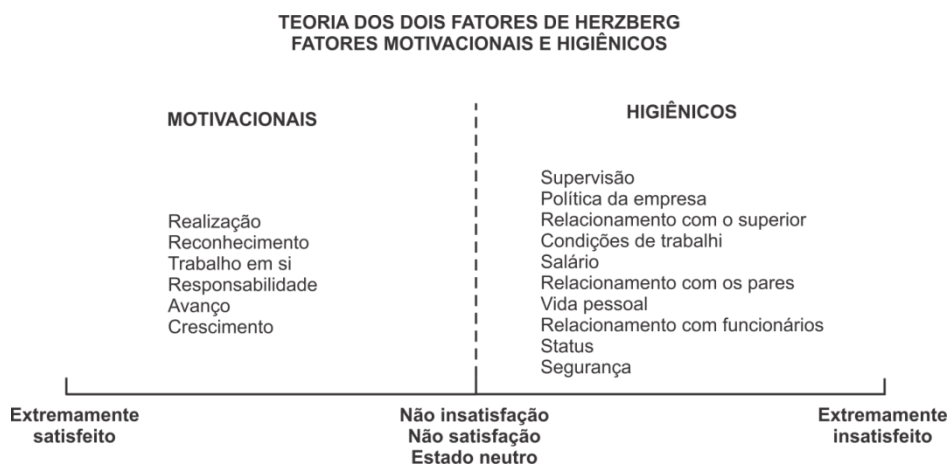 TEORIA DOS DOIS FATORES DE HERZBERG
FATORES MOTIVACIONAIS E HIGIÊNICOS
MOTIVACIONAIS
Realização
Reconhecimento
Trabalho em si
Responsabilidade
Avanço
Crescimento
HIGIÊNICOS
Supervisão
Política da empresa
Relacionamento com o superior
Condições de trabalhi
Salário
Relacionamento com os pares
Vida pessoal
Relacionamento com funcionários
Status
Segurança
Extremamente
satisfeito
Não insatisfação
Não satisfação
Estado neutro
Extremamente
insatisfeito